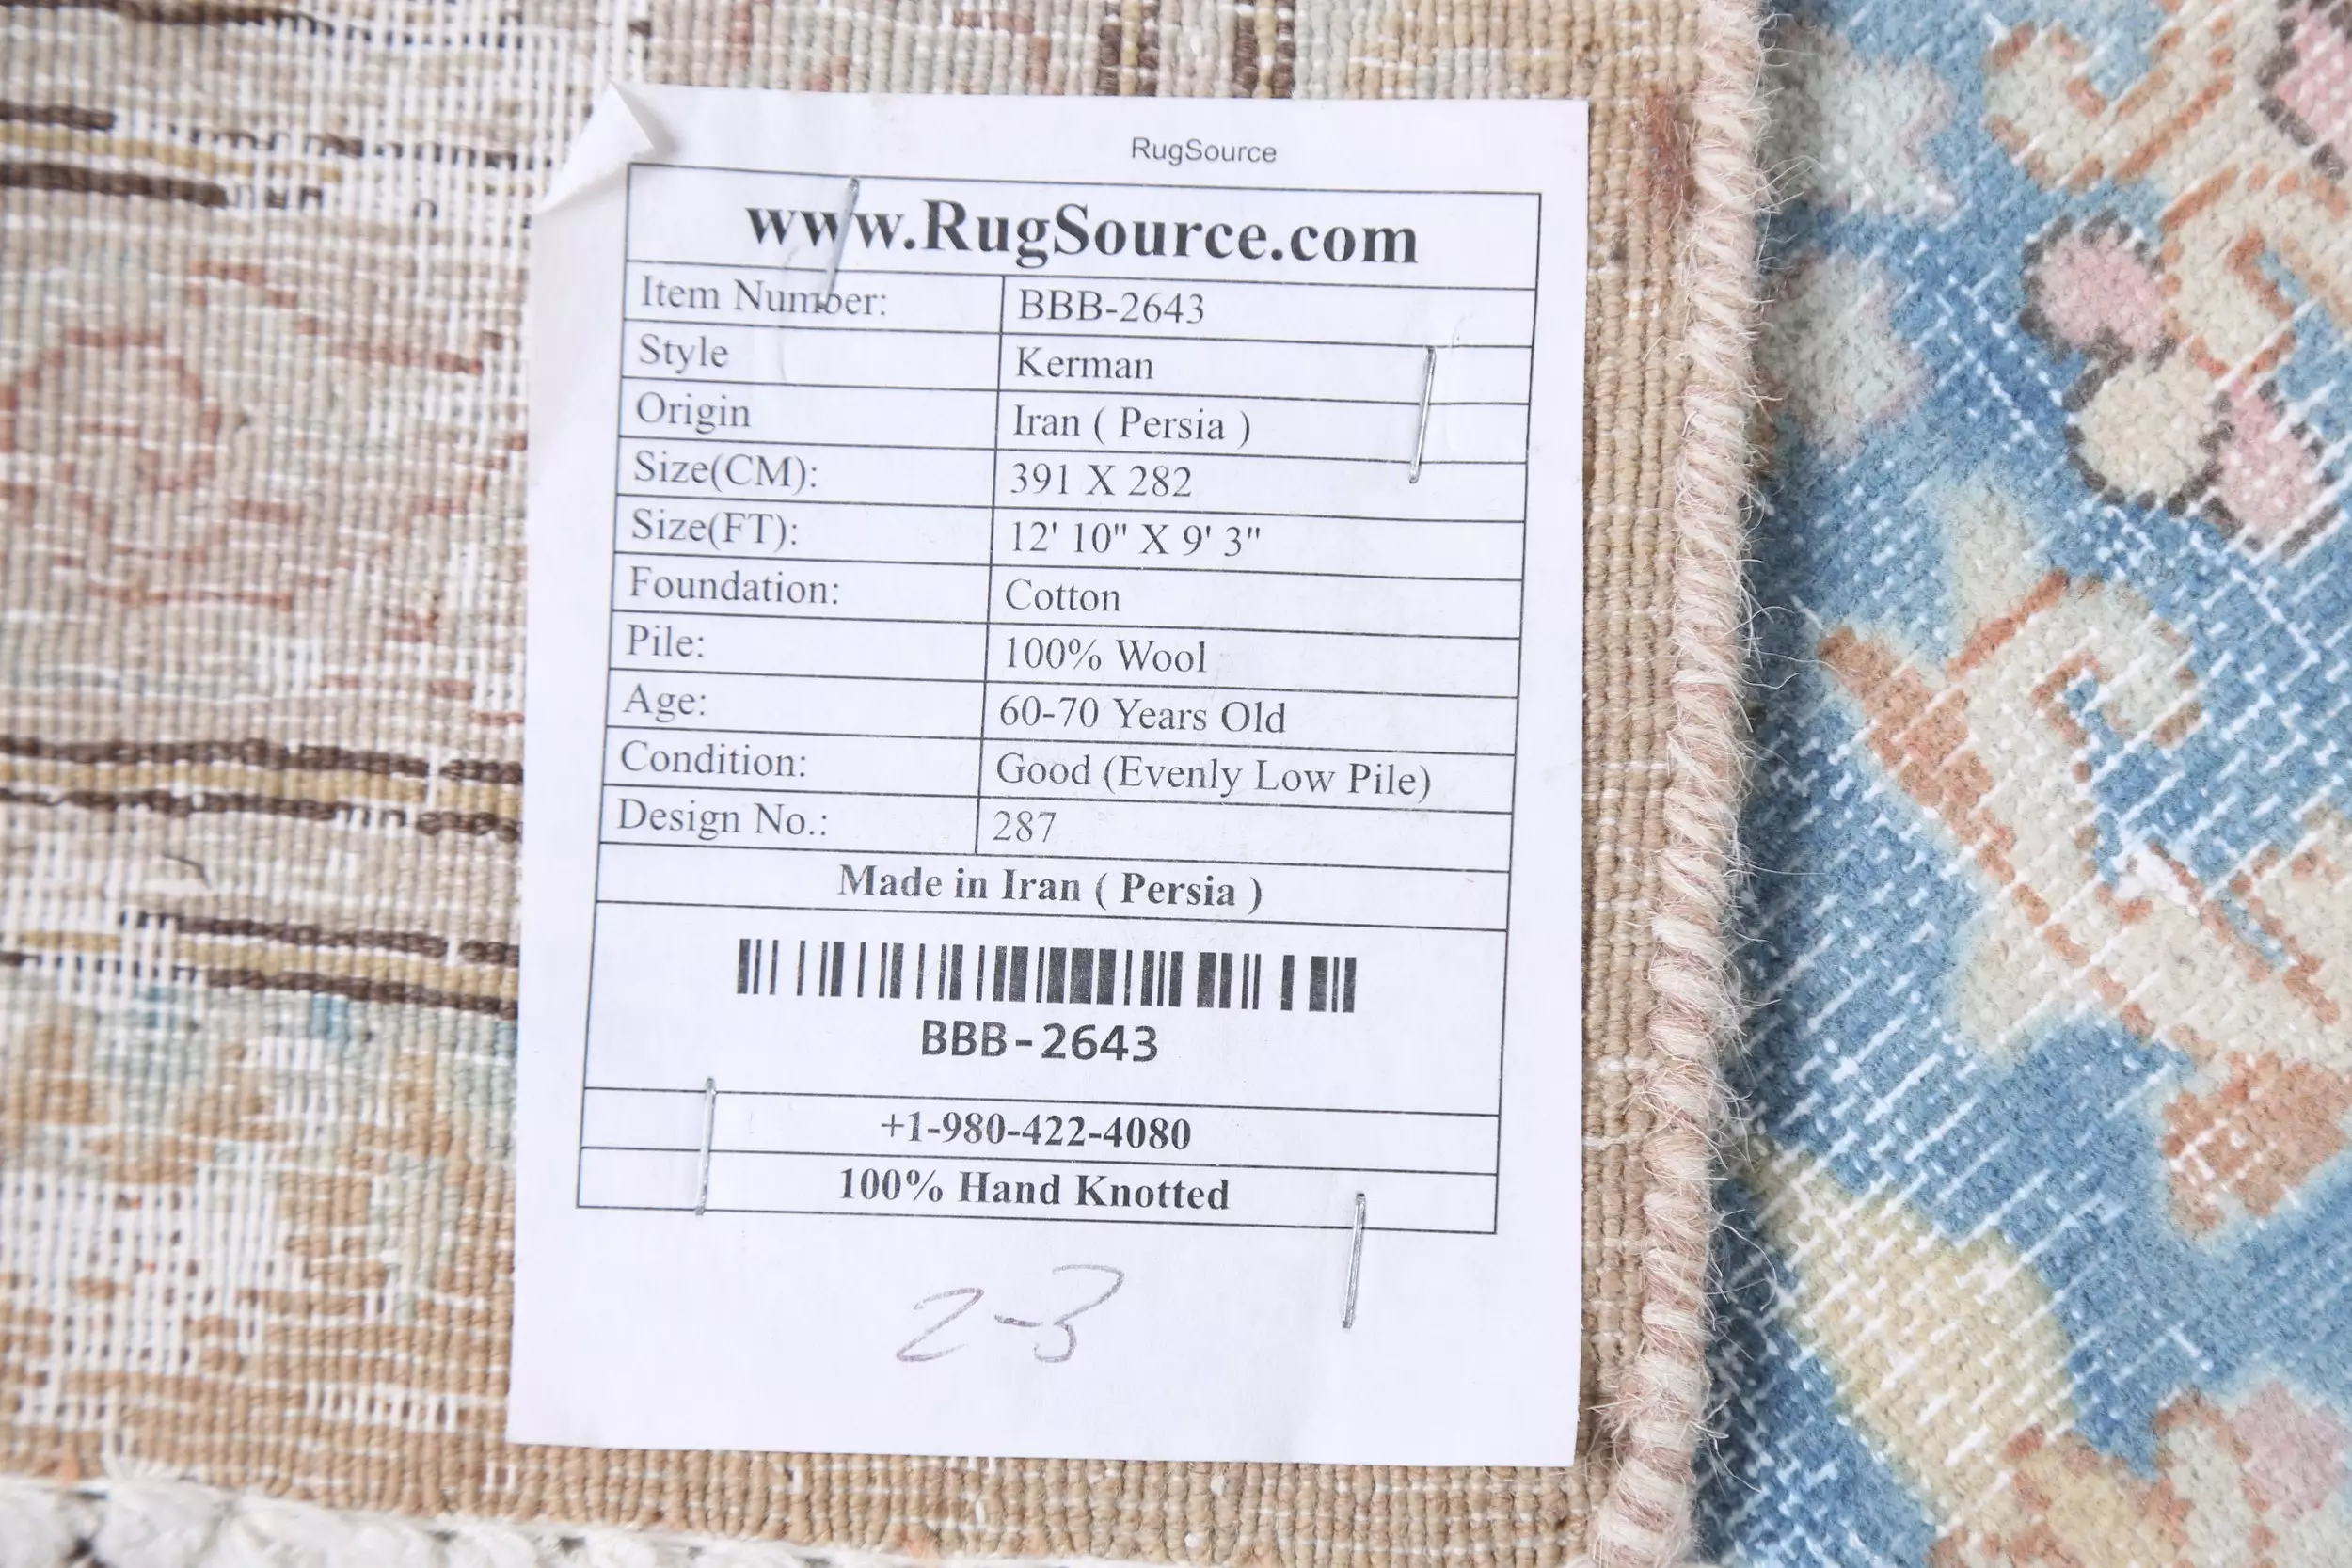 RugSource
www.RugSource.com
Item Number: BBB-2643
Style Kerman
Origin Iran ( Persia )
Size(CM): 391 X 282
Size(FT): 12' 10" X 9' 3"
Foundation: Cotton
Pile: 100% Wool
Age: 60-70 Years Old
Condition: Good (Evenly Low Pile)
Design No.: 287
Made in Iran ( Persia )
BBB-2643
+1-980-422-4080
100% Hand Knotted
2-3